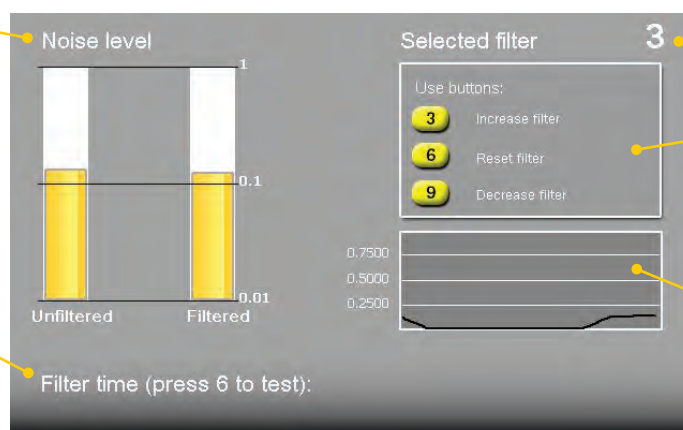 Noise level
1
0.1
0.01
Unfiltered
Filtered
Selected filter
3
Use buttons:
3 Increase filter
6 Reset filter
9 Decrease filter
0.7500
0.5000
0.2500
Filter time (press 6 to test):